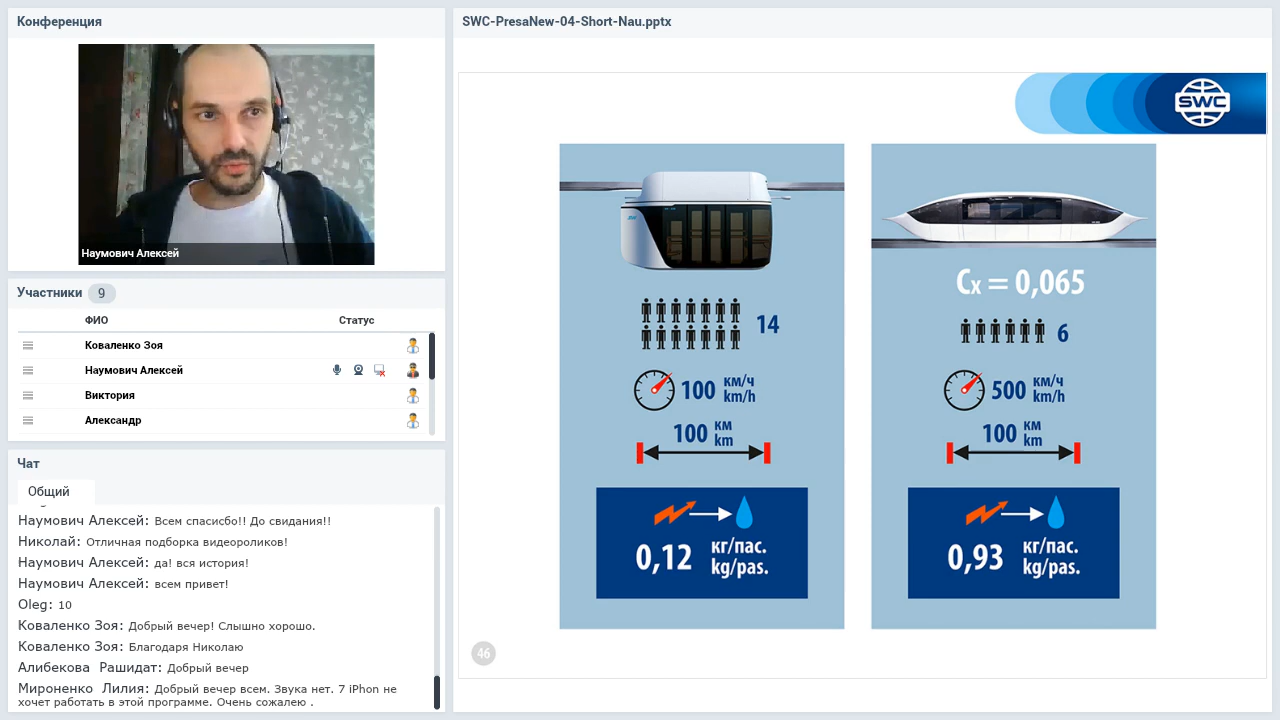 Конференция
Наумович Алексей
Участники 9
ФИО Статус
Коваленко Зоя
Наумович Алексей
Виктория
Александр
Чат
Общий
Наумович Алексей: Всем спасисбо!! До свидания!!
Николай: Отличная подборка видеороликов!
Наумович Алексей: да! вся история!
Наумович Алексей: всем привет!
Oleg: 10
Коваленко Зоя: Добрый вечер! Слышно хорошо.
Коваленко Зоя: Благодаря Николаю
Алибекова Рашидат: Добрый вечер
Мироненко Лилия: Добрый вечер всем. Звука нет. 7 iPhon не
хочет работать в этой программе. Очень сожалею .
SWC-PresaNew-04-Short-Nau.pptx
SWC
14
100 км/ч
km/h
100 км
km
0,12 кг/пас.
kg/pas.
Cx = 0,065
6
500 км/ч
km/h
100 км
km
0,93 кг/пас.
kg/pas.
46